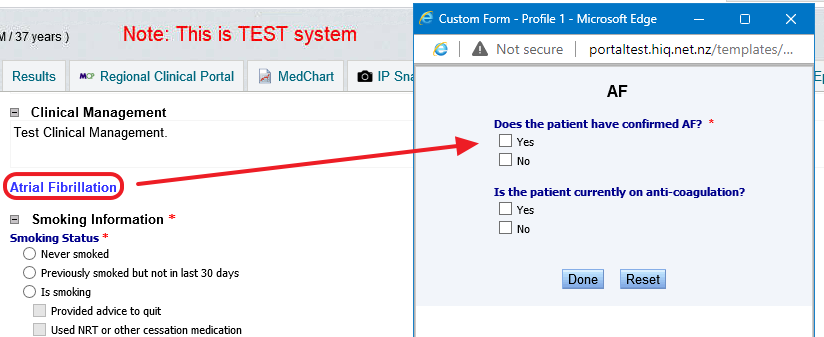 M / 37 years )
Note: This is TEST system
Results
MCP Regional Clinical Portal
MedChart
IP Sna
Clinical Management
Test Clinical Management.
Atrial Fibrillation
Smoking Information *
Smoking Status *
Never smoked
Previously smoked but not in last 30 days
Is smoking
Provided advice to quit
Used NRT or other cessation medication
Custom Form - Profile 1 - Microsoft Edge
Not secure | portaltest.hiq.net.nz/templates/...
AF
Does the patient have confirmed AF? *
Yes
No
Is the patient currently on anti-coagulation?
Yes
No
Done Reset